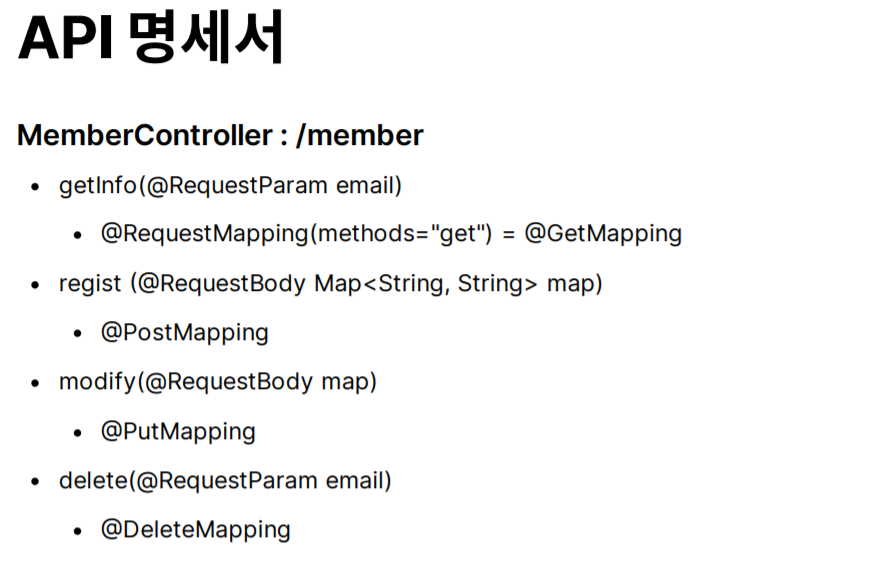 API 명세서
MemberController : /member
• getInfo(@RequestParam email)
• @RequestMapping(methods="get") = @GetMapping
• regist (@RequestBody Map<String, String> map)
• @PostMapping
• modify(@RequestBody map)
• @PutMapping
• delete(@RequestParam email)
• @DeleteMapping